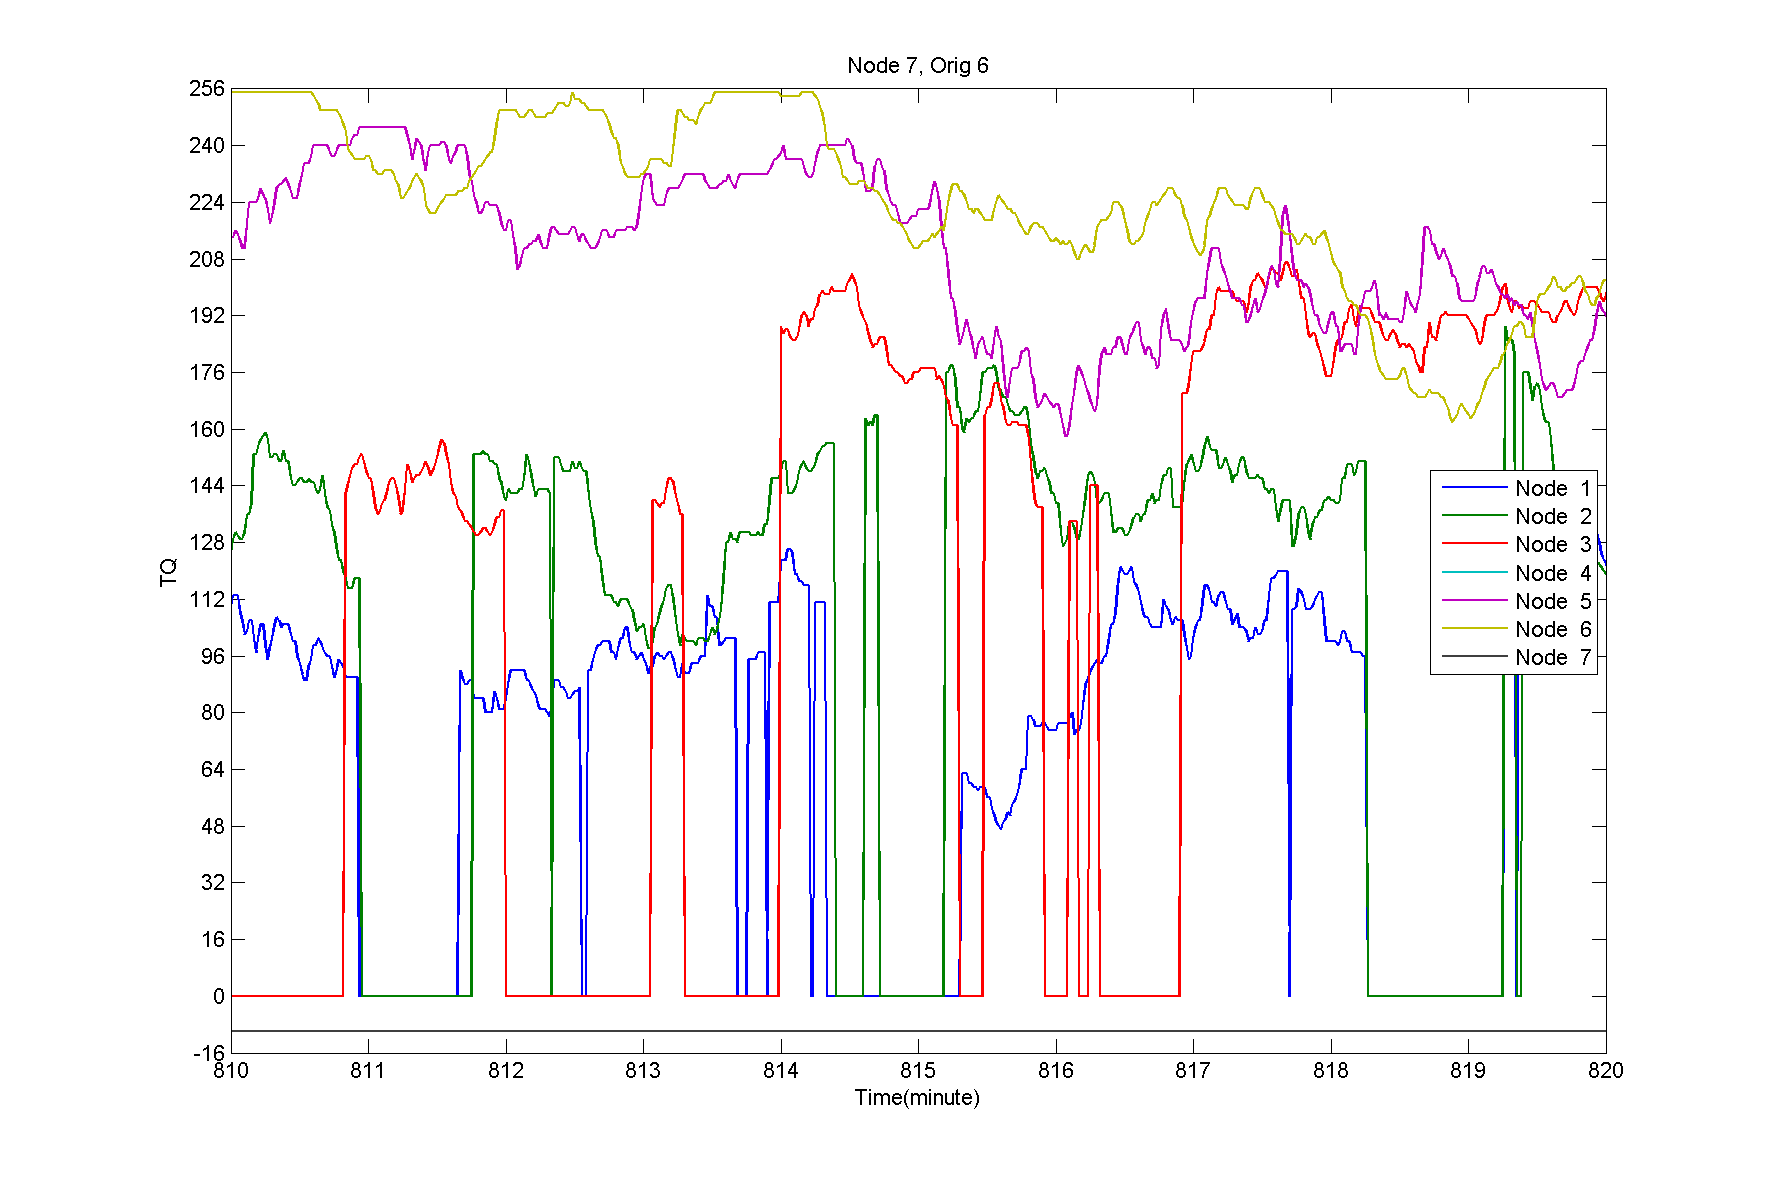 Node 7, Orig 6
256
240
224
208
192
176
160
144
128
112
96
80
64
48
32
16
0
-16
TQ
Node 1
Node 2
Node 3
Node 4
Node 5
Node 6
Node 7
810 811 812 813 814 815 816 817 818 819 820
Time(minute)